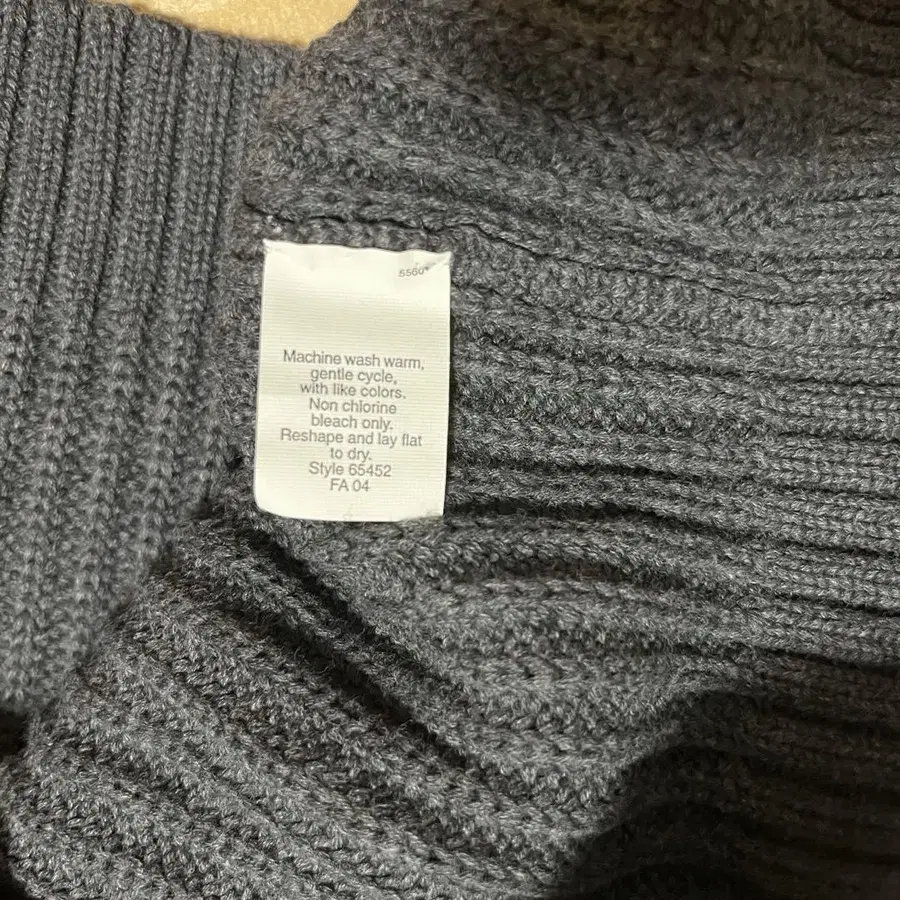 5560
Machine wash warm,
gentle cycle,
with like colors.
Non chlorine
bleach only.
Reshape and lay flat
to dry.
Style 65452
FA 04